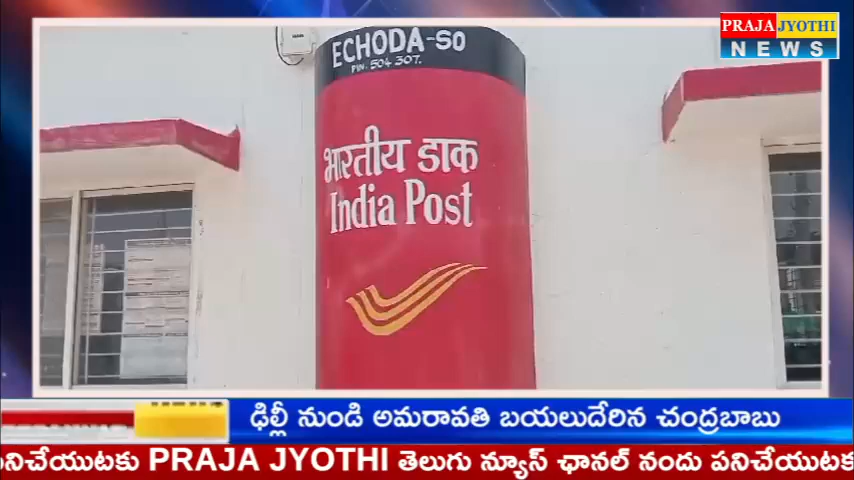 PRAJA JYOTHI
NEWS
ECHODA-SO
PIN. 504 307.
भारतीय डाक
India Post
ఢిల్లీ నుండి అమరావతి బయలుదేరిన చంద్రబాబు
పనిచేయుటకు PRAJA JYOTHI తెలుగు న్యూస్ ఛానల్ నందు పనిచేయుటకు